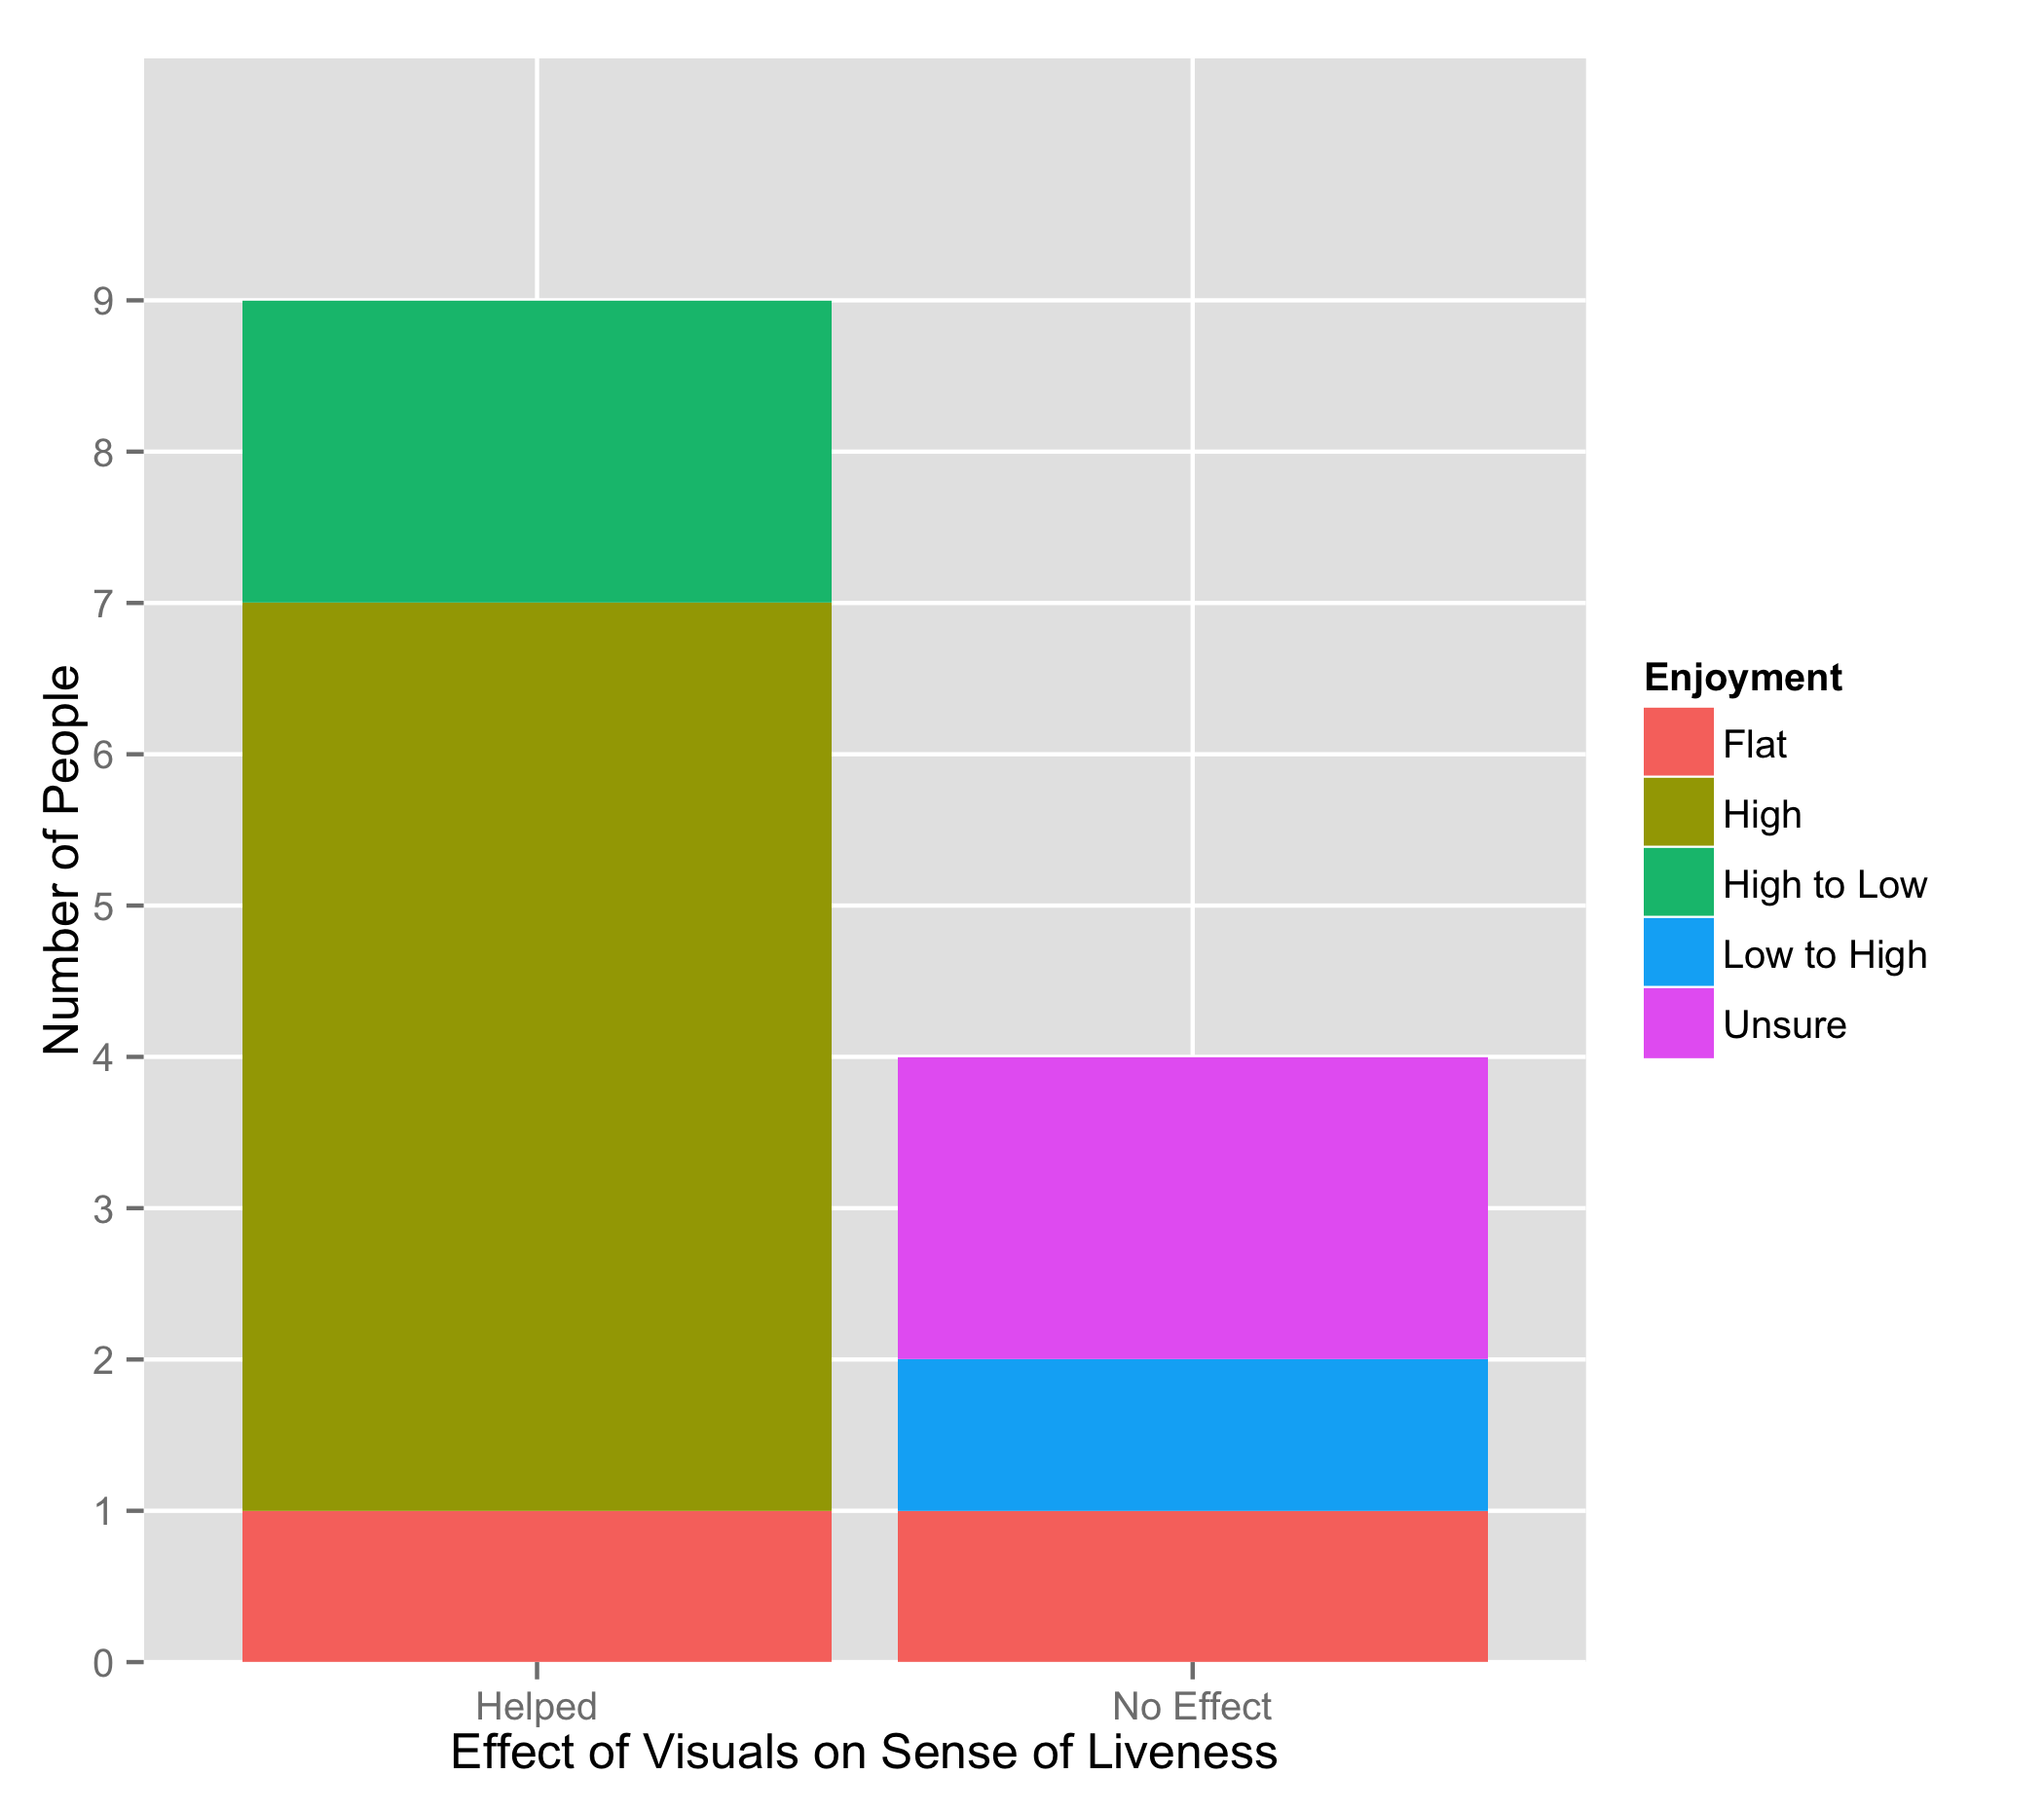 Number of People
9
8
7
6
5
4
3
2
1
0
Helped
No Effect
Effect of Visuals on Sense of Liveness
Enjoyment
Flat
High
High to Low
Low to High
Unsure